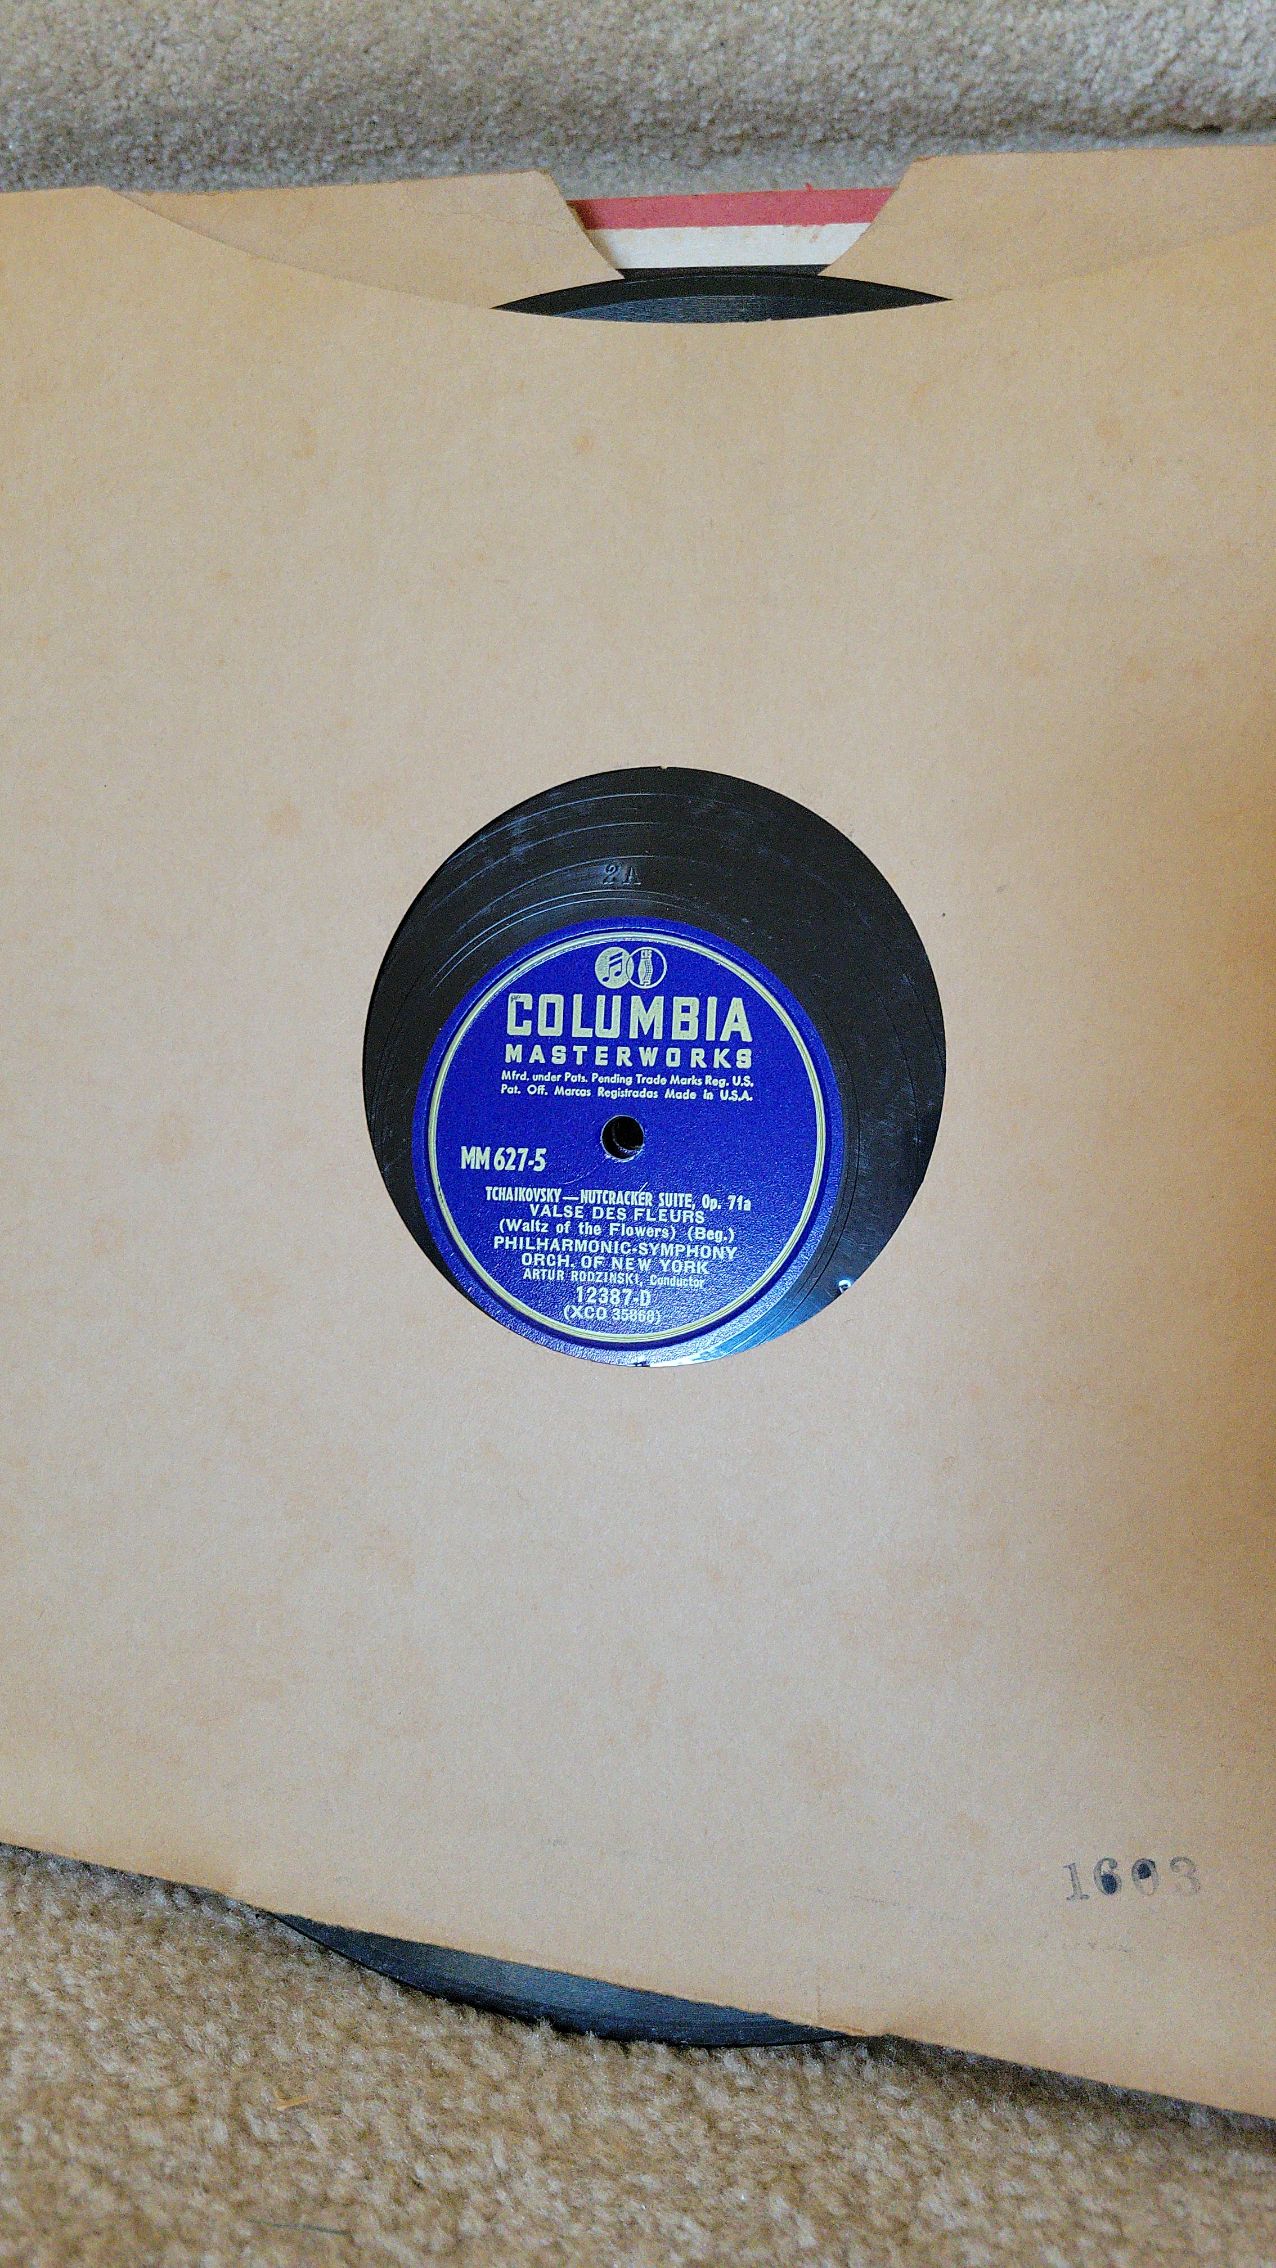 2A
COLUMBIA
MASTERWORKS
Mfrd. under Pats. Pending Trade Marks Reg. U.S.
Pat. Off. Marcas Registradas Made in U.S.A.
MM 627-5
TCHAIKOVSKY—NUTCRACKER SUITE, Op. 71a
VALSE DES FLEURS
(Waltz of the Flowers) (Beg.)
PHILHARMONIC-SYMPHONY
ORCH. OF NEW YORK
ARTUR RODZINSKI, Conductor
12387-D
(XCO 35868)
1603